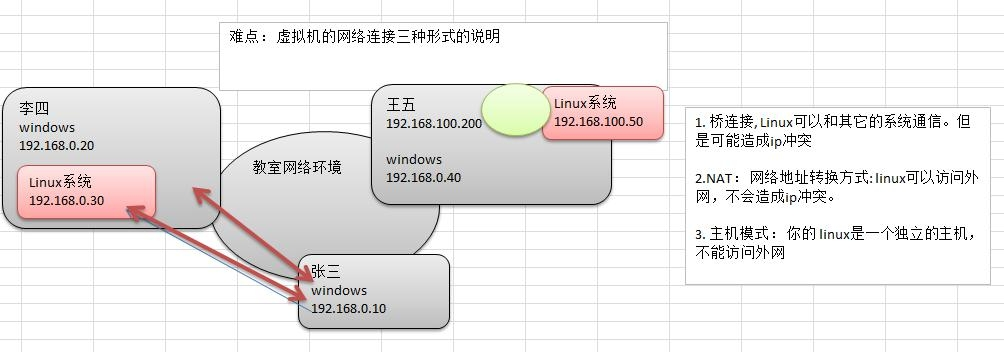 难点：虚拟机的网络连接三种形式的说明
李四
windows
192.168.0.20
Linux系统
192.168.0.30
教室网络环境
王五
192.168.100.200
windows
192.168.0.40
Linux系统
192.168.100.50
张三
windows
192.168.0.10
1. 桥连接, Linux可以和其它的系统通信。但
是可能造成ip冲突
2.NAT：网络地址转换方式: linux可以访问外
网，不会造成ip冲突。
3. 主机模式：你的 linux是一个独立的主机，
不能访问外网